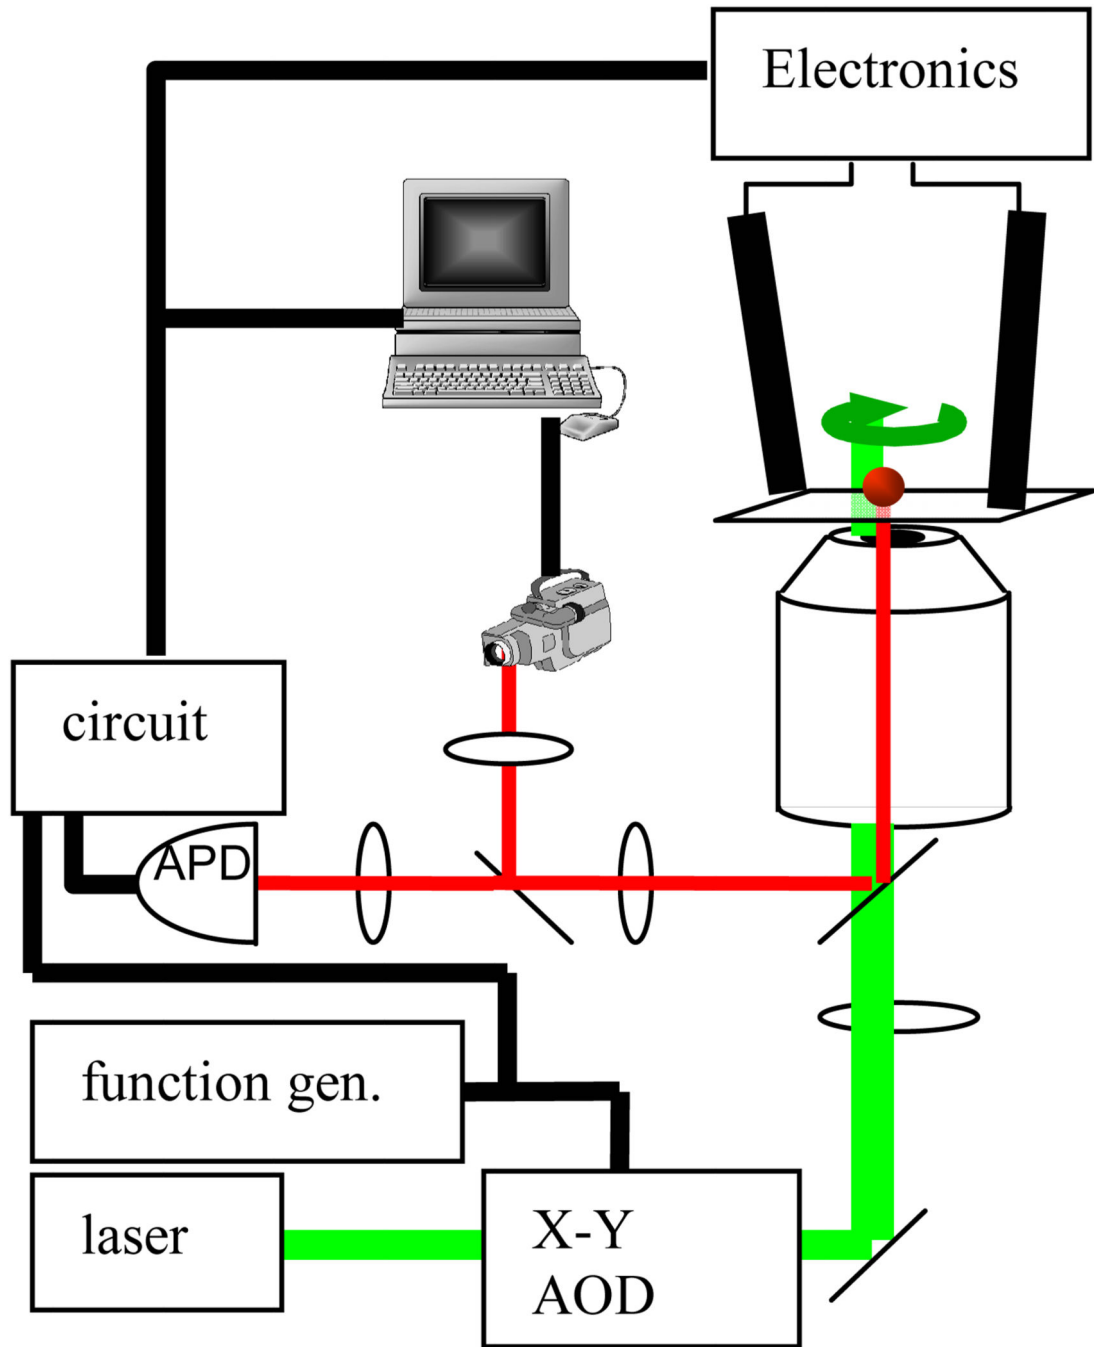 Electronics
circuit
APD
function gen.
laser
X-Y
AOD